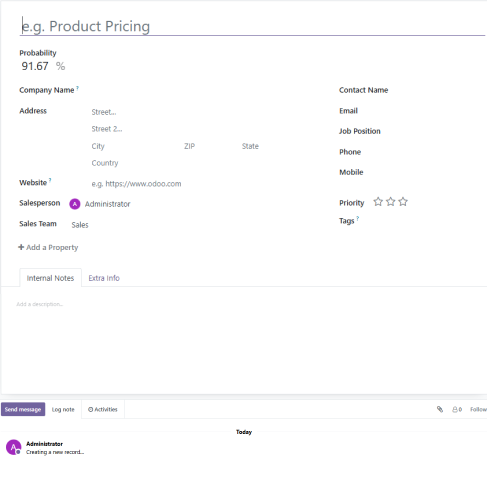 e.g. Product Pricing
Probability
91.67 %
Company Name ?
Contact Name
Address
Street...
Email
Street 2...
Job Position
City ZIP State
Phone
Country
Mobile
Website ?
e.g. https://www.odoo.com
Salesperson A Administrator
Priority
Sales Team Sales
Tags ?
+ Add a Property
Internal Notes Extra Info
Add a description...
Send message Log note Activities 0 Follow
Today
A Administrator
Creating a new record...